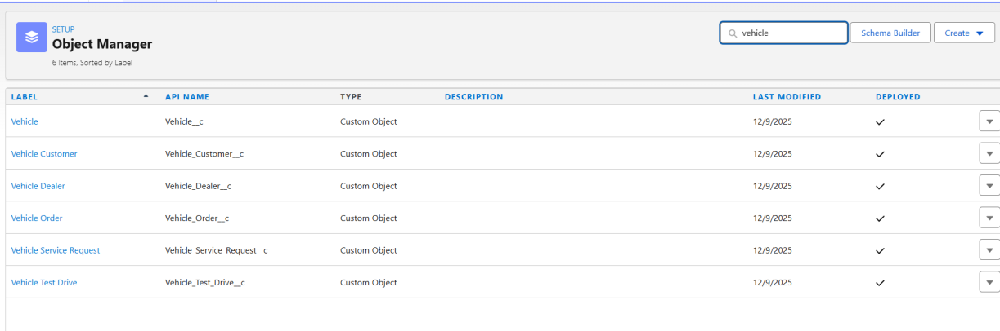 SETUP
Object Manager
6 Items, Sorted by Label
vehicle
Schema Builder
Create
LABEL API NAME TYPE DESCRIPTION LAST MODIFIED DEPLOYED
Vehicle Vehicle__c Custom Object 12/9/2025
Vehicle Customer Vehicle_Customer__c Custom Object 12/9/2025
Vehicle Dealer Vehicle_Dealer__c Custom Object 12/9/2025
Vehicle Order Vehicle_Order__c Custom Object 12/9/2025
Vehicle Service Request Vehicle_Service_Request__c Custom Object 12/9/2025
Vehicle Test Drive Vehicle_Test_Drive__c Custom Object 12/9/2025